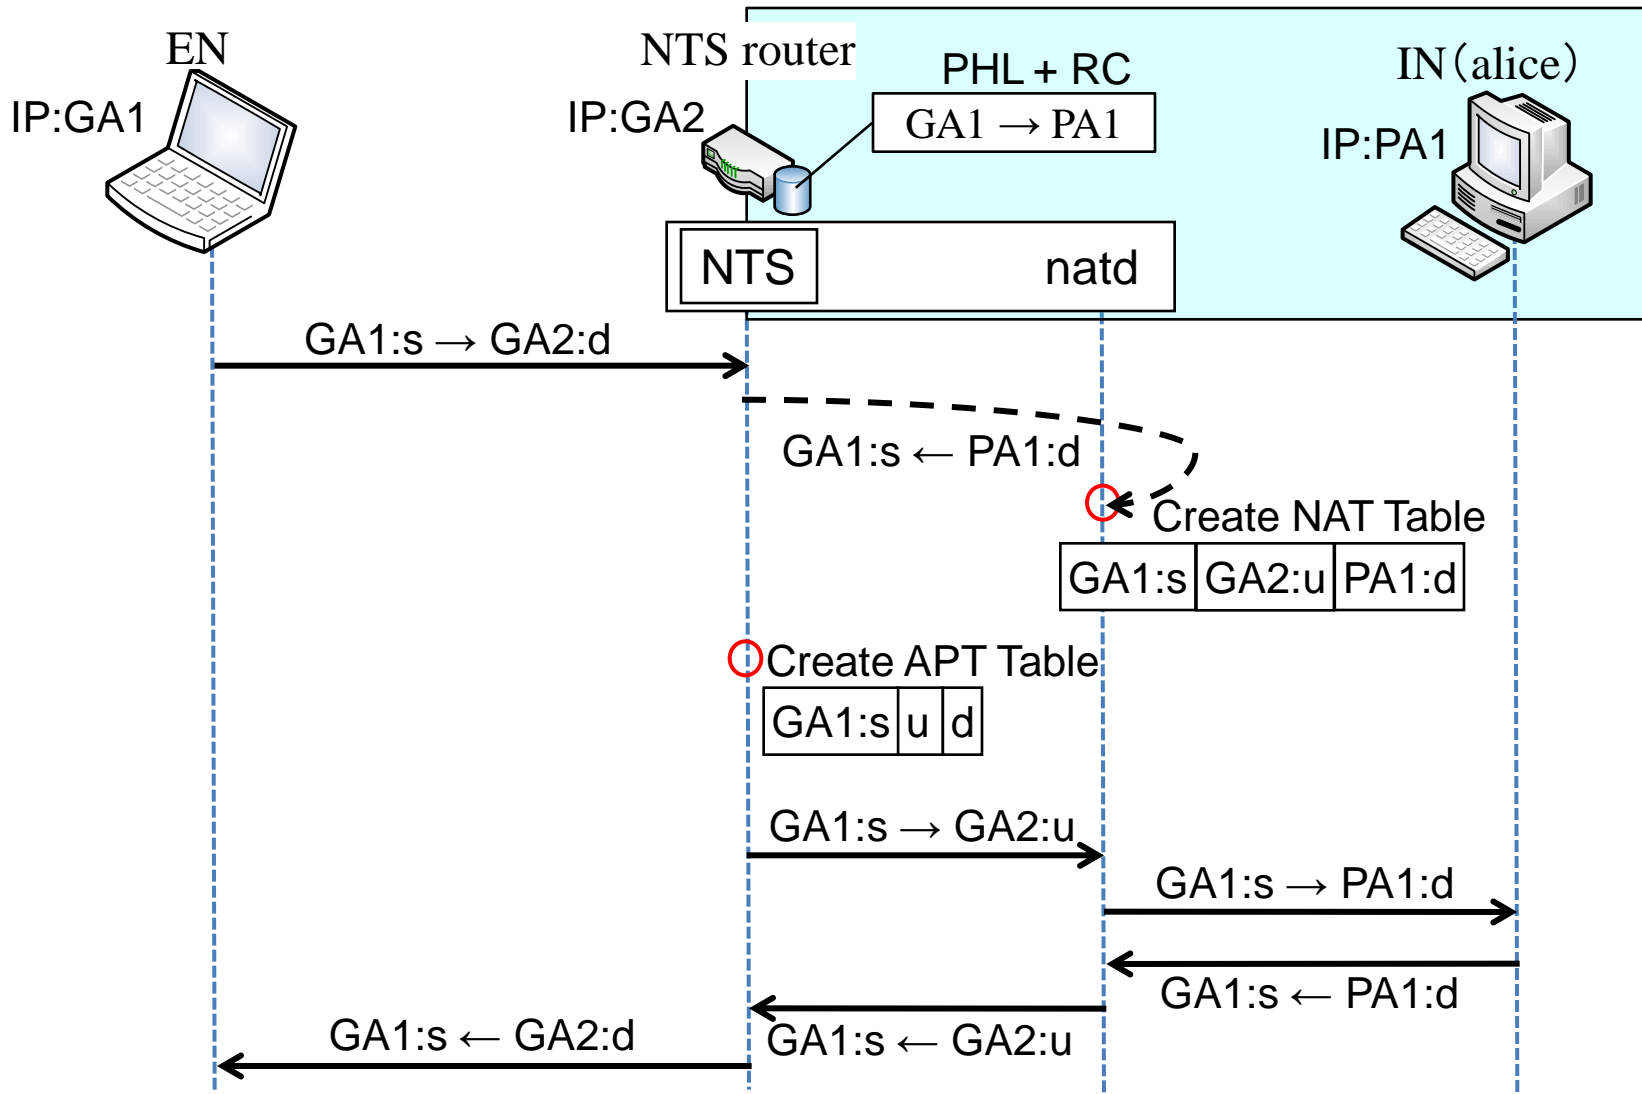 EN
NTS router
PHL + RC
IN（alice）
IP:GA1
IP:GA2
GA1 → PA1
IP:PA1
NTS
natd
GA1:s → GA2:d
GA1:s ← PA1:d
Create NAT Table
GA1:s GA2:u PA1:d
Create APT Table
GA1:s u d
GA1:s → GA2:u
GA1:s → PA1:d
GA1:s ← PA1:d
GA1:s ← GA2:u
GA1:s ← GA2:d